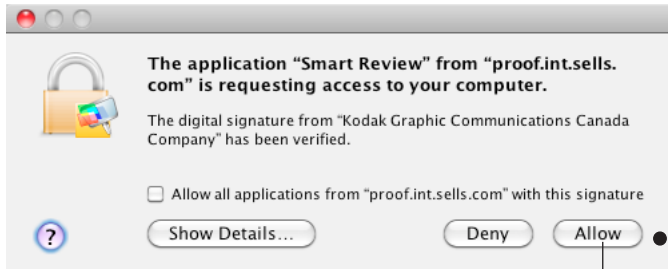 The application “Smart Review” from “proof.int.sells.
com” is requesting access to your computer.
The digital signature from “Kodak Graphic Communications Canada
Company” has been verified.
Allow all applications from “proof.int.sells.com” with this signature
?
Show Details...
Deny
Allow